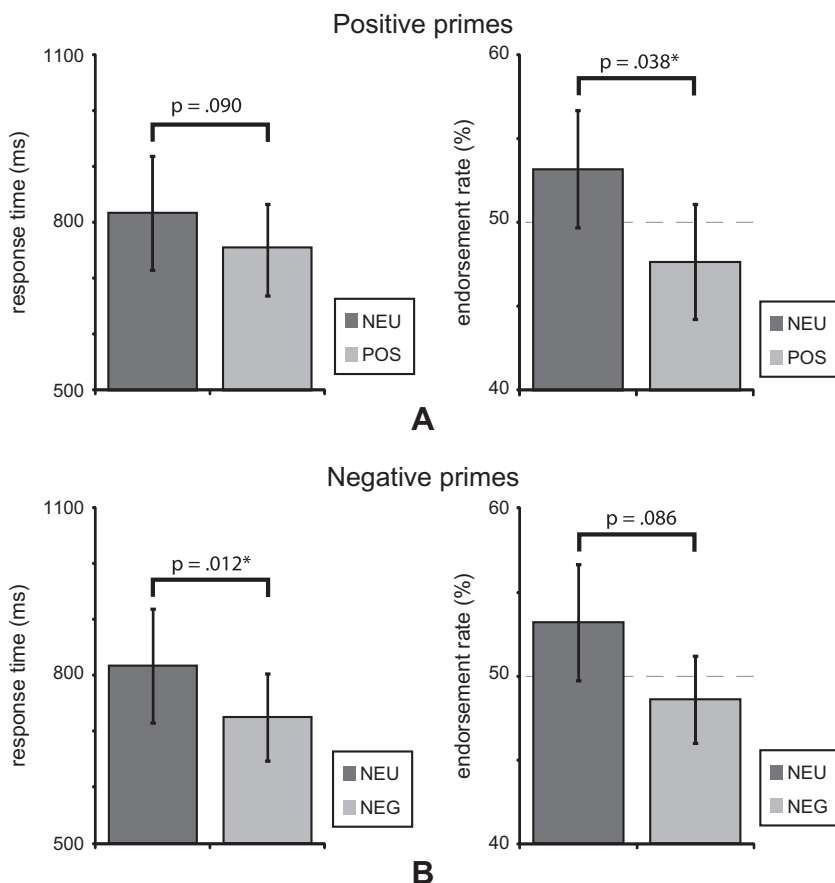 Positive primes
1100
800
500
response time (ms)
p = .090
NEU
POS
60
50
40
endorsement rate (%)
p = .038*
NEU
POS
A
Negative primes
1100
800
500
response time (ms)
p = .012*
NEU
NEG
60
50
40
endorsement rate (%)
p = .086
NEU
NEG
B